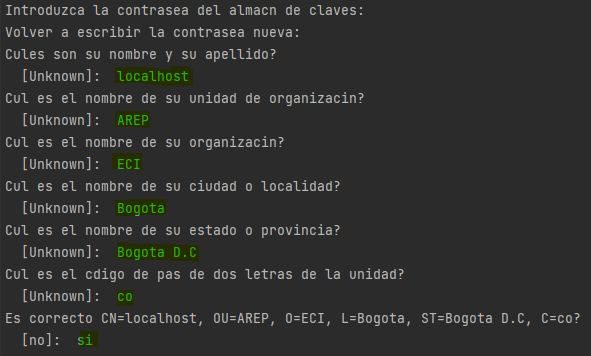 Introduzca la contrasea del almacn de claves:
Volver a escribir la contrasea nueva:
Cules son su nombre y su apellido?
[Unknown]: localhost
Cul es el nombre de su unidad de organizacin?
[Unknown]: AREP
Cul es el nombre de su organizacin?
[Unknown]: ECI
Cul es el nombre de su ciudad o localidad?
[Unknown]: Bogota
Cul es el nombre de su estado o provincia?
[Unknown]: Bogota D.C
Cul es el cdigo de pas de dos letras de la unidad?
[Unknown]: co
Es correcto CN=localhost, OU=AREP, O=ECI, L=Bogota, ST=Bogota D.C, C=co?
[no]: si